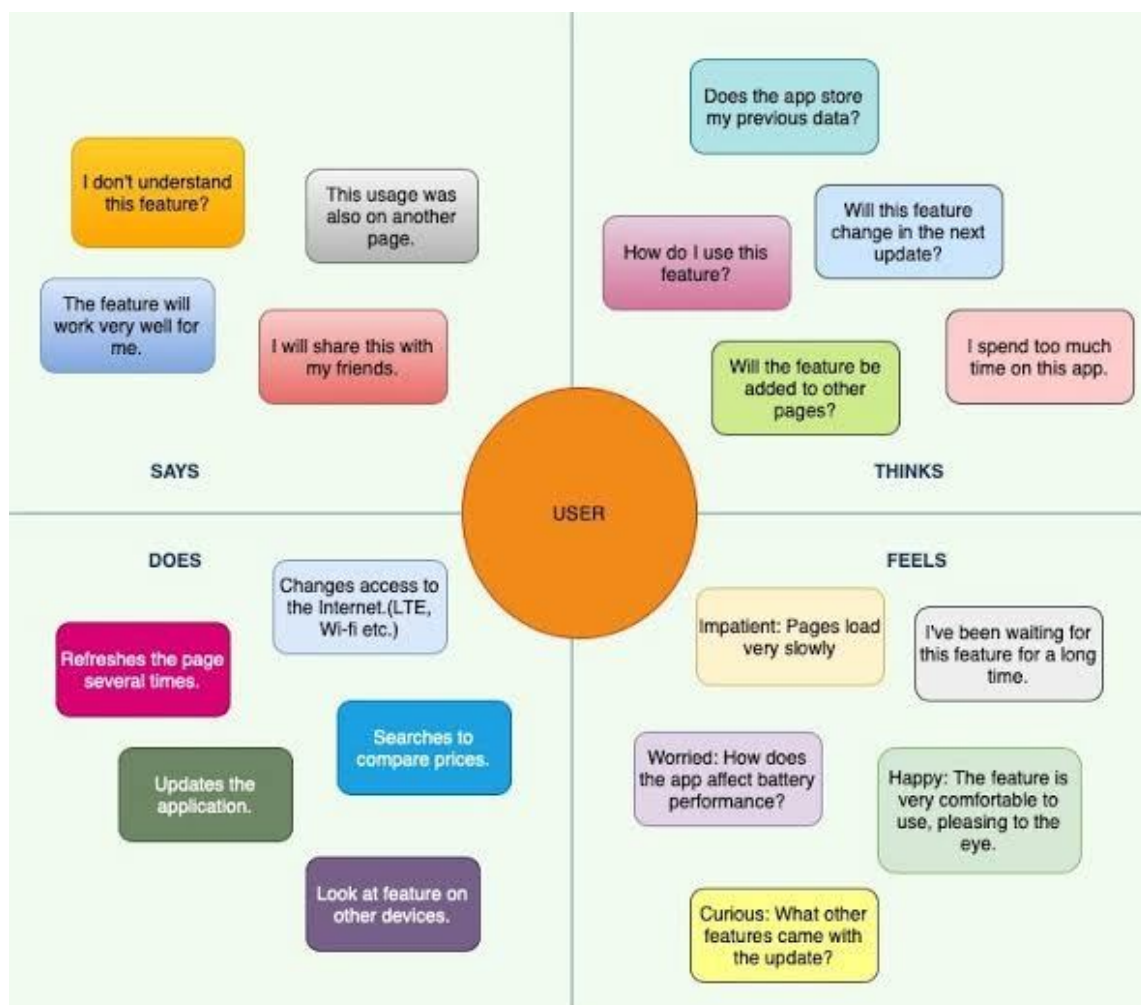 I don't understand
this feature?
This usage was
also on another
page.
The feature will
work very well for
me.
I will share this with
my friends.
SAYS
Does the app store
my previous data?
Will this feature
change in the next
update?
How do I use this
feature?
I spend too much
time on this app.
Will the feature be
added to other
pages?
THINKS
USER
DOES
Changes access to
the Internet.(LTE,
Wi-fi etc.)
Refreshes the page
several times.
Searches to
compare prices.
Updates the
application.
Look at feature on
other devices.
FEELS
Impatient: Pages load
very slowly
I've been waiting for
this feature for a long
time.
Worried: How does
the app affect battery
performance?
Happy: The feature is
very comfortable to
use, pleasing to the
eye.
Curious: What other
features came with
the update?